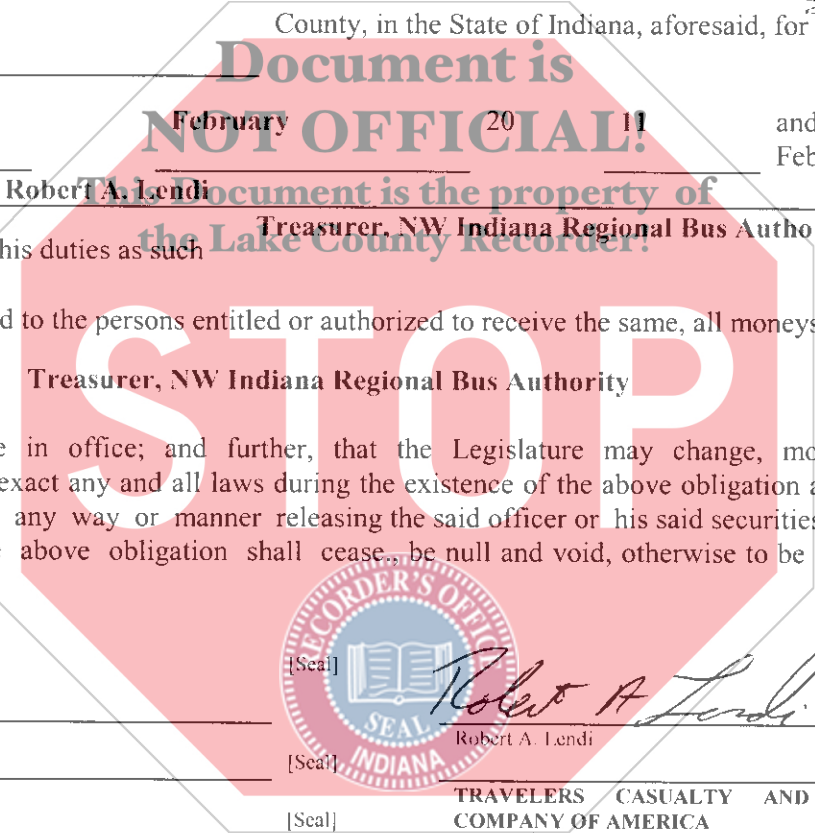 County, in the State of Indiana, aforesaid, for
Document is
NOT OFFICIAL!
February 20 11 and
Feb
This Document is the property of
Robert A. Lendi
the Lake County Recorder!
Treasurer, NW Indiana Regional Bus Autho
his duties as such
d to the persons entitled or authorized to receive the same, all moneys
STOP
Treasurer, NW Indiana Regional Bus Authority
e in office; and further, that the Legislature may change, mo
exact any and all laws during the existence of the above obligation a
any way or manner releasing the said officer or his said securities
above obligation shall cease., be null and void, otherwise to be
RECORDER'S OFFICE
SEAL
INDIANA
[Seal] Robert A Lendi
Robert A. Lendi
[Seal]
TRAVELERS CASUALTY AND
[Seal] COMPANY OF AMERICA